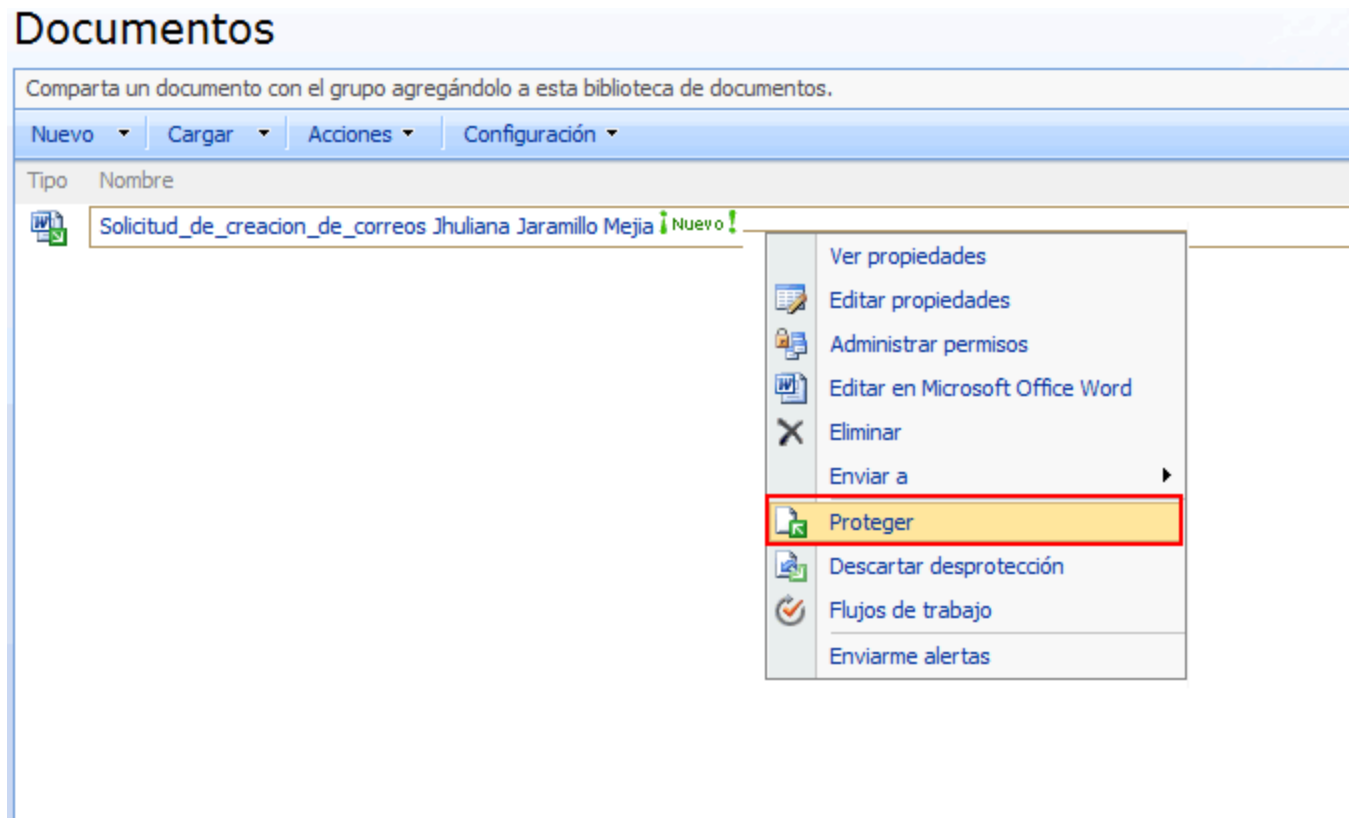 Documentos
Comparta un documento con el grupo agregándolo a esta biblioteca de documentos.
Nuevo Cargar Acciones Configuración
Tipo Nombre
Solicitud_de_creacion_de_correos Jhuliana Jaramillo Mejia ¡Nuevo!
Ver propiedades
Editar propiedades
Administrar permisos
Editar en Microsoft Office Word
Eliminar
Enviar a
Proteger
Descartar desprotección
Flujos de trabajo
Enviarme alertas